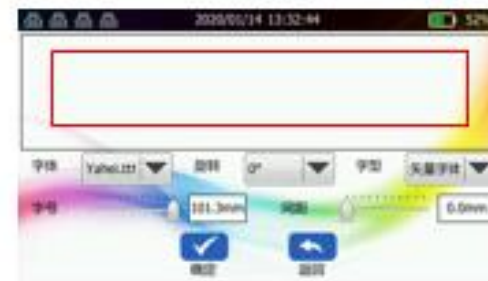 2020/01/14 13:32:44 52%
字体 Yahei.ttf 旋转 0° 字型 矢量字体
字号 101.3mm 间距 0.0mm
确定 返回